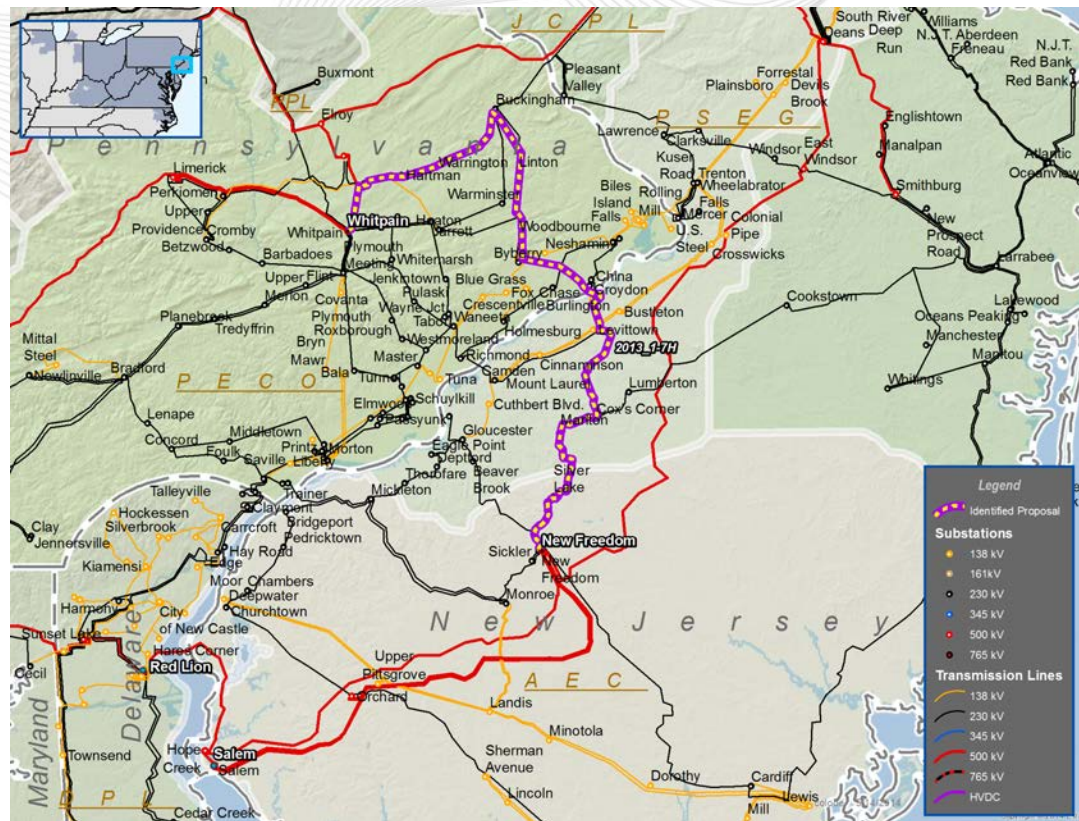 J C P L
South River
Deans
Deep
Run
Williams
N.J.T. Aberdeen
Freneau
N.J.T.
Red Bank
Red Bank
Buxmont
Pleasant
Valley
Forrestal
Plainsboro
Devils
Brook
Buckingham
Elroy
P S E G
Englishtown
Lawrence
Clarksville
P e n n s y l v a n i a
Manalpan
Limerick
Warrington
Linton
Kuser
Road
Windsor
East
Windsor
Atlantic
Oceanview
Hartman
Trenton
Perkiomen
Warminster
Biles
Island
Rolling
Mill
Wheelabrator
Falls
Smithburg
Upper
Falls
Mercer
Colonial
Pipe
Whitpain
Heaton
Jarrett
Woodbourne
U.S.
Steel
New
Prospect
Road
Providence
Cromby
Whitpain
Neshaminy
Crosswicks
Betzwood
Plymouth
Meeting
Byberry
Larrabee
Barbadoes
Whitemarsh
Upper
Flint
Jenkintown
Blue Grass
China
Merion
Pulaski
Fox Chase
Croydon
Cookstown
Lakewood
Covanta
Crescentville
Burlington
Planebrook
Plymouth
Wayne Jct
Waneeta
Bustleton
Oceans Peaking
Tredyffrin
Roxborough
Tabor
Holmesburg
Levittown
Manchester
Mittal
Steel
Bryn
Mawr
Westmoreland
2013_1-7H
Manitou
Master
Richmond
Cinnaminson
Newlinville
Bradford
Bala
Camden
Whitings
P E C O
Tunna
Tuna
Mount Laurel
Lumberton
Schuylkill
Lenape
Elmwood
Cuthbert Blvd.
Cox's Corner
Passyunk
Marlton
Middletown
Gloucester
Concord
Printz
Morton
Eagle Point
Foulk
Saville
Liberty
Deptford
Silver
Lake
Thorofare
Beaver
Brook
Talleyville
Trainer
Mickleton
Claymont
Hockessen
Bridgeport
Silverbrook
Carrcroft
Pedricktown
Clay
New Freedom
Jennersville
Hay Road
Sickler
New
Freedom
Kiamensi
Edge
Moor
Chambers
Monroe
Deepwater
Harmony
City
of New Castle
Churchtown
N e w J e r s e y
Sunset Lake
Hares Corner
Upper
Pittsgrove
Cecil
Red Lion
A E C
Orchard
Landis
Maryland
Delaware
Minotola
Townsend
Hope
Creek
Salem
Salem
Sherman
Avenue
Dorothy
Cardiff
Lewis
Mill
D P L
Cedar Creek
Lincoln
Legend
Identified Proposal
Substations
138 kV
161kV
230 kV
345 kV
500 kV
765 kV
Transmission Lines
138 kV
230 kV
345 kV
500 kV
765 kV
HVDC